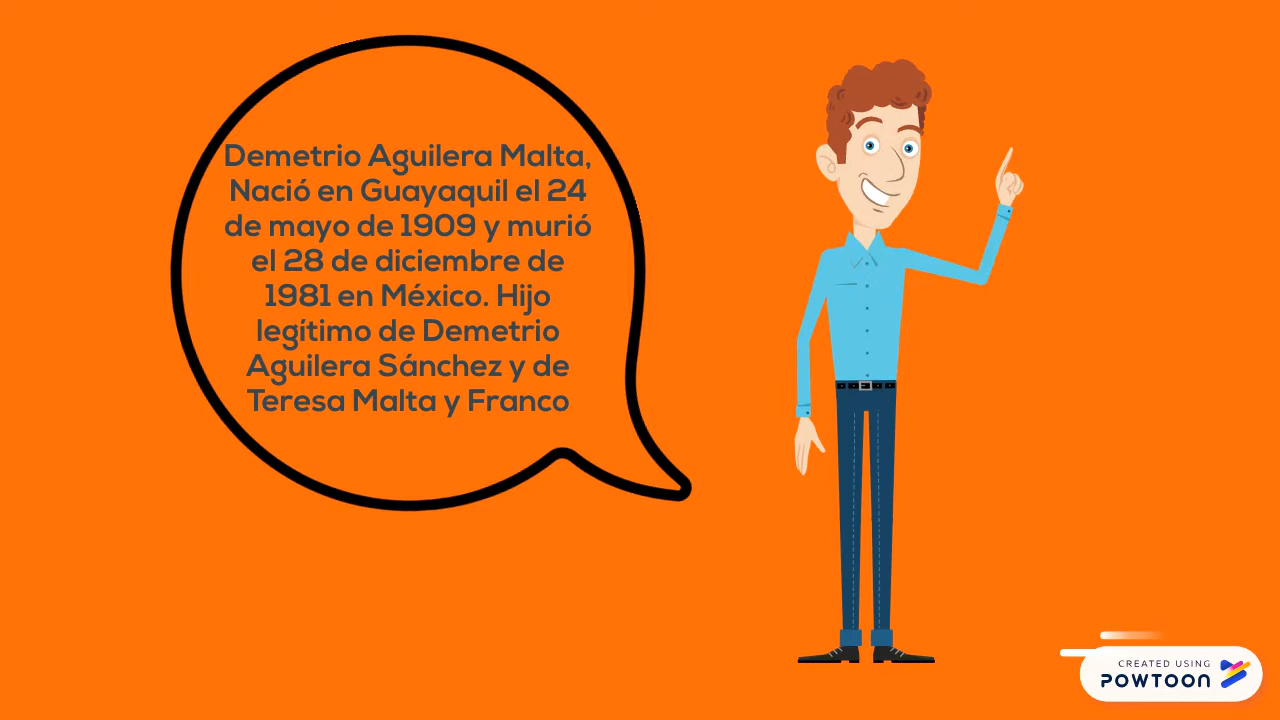 Demetrio Aguilera Malta,
Nació en Guayaquil el 24
de mayo de 1909 y murió
el 28 de diciembre de
1981 en México. Hijo
legítimo de Demetrio
Aguilera Sánchez y de
Teresa Malta y Franco
CREATED USING
POWTOON